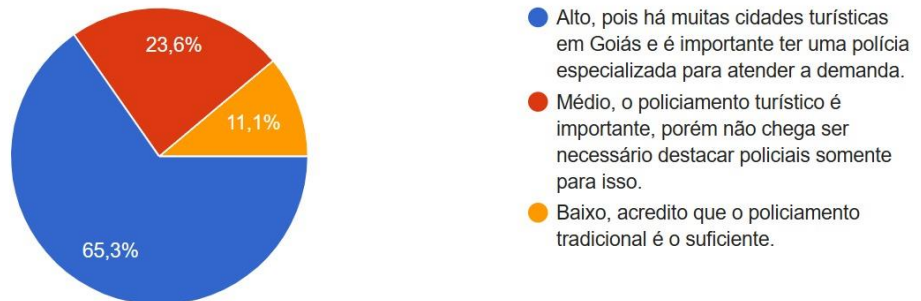 23,6%
11,1%
65,3%
Alto, pois há muitas cidades turísticas
em Goiás e é importante ter uma polícia
especializada para atender a demanda.
Médio, o policiamento turístico é
importante, porém não chega ser
necessário destacar policiais somente
para isso.
Baixo, acredito que o policiamento
tradicional é o suficiente.